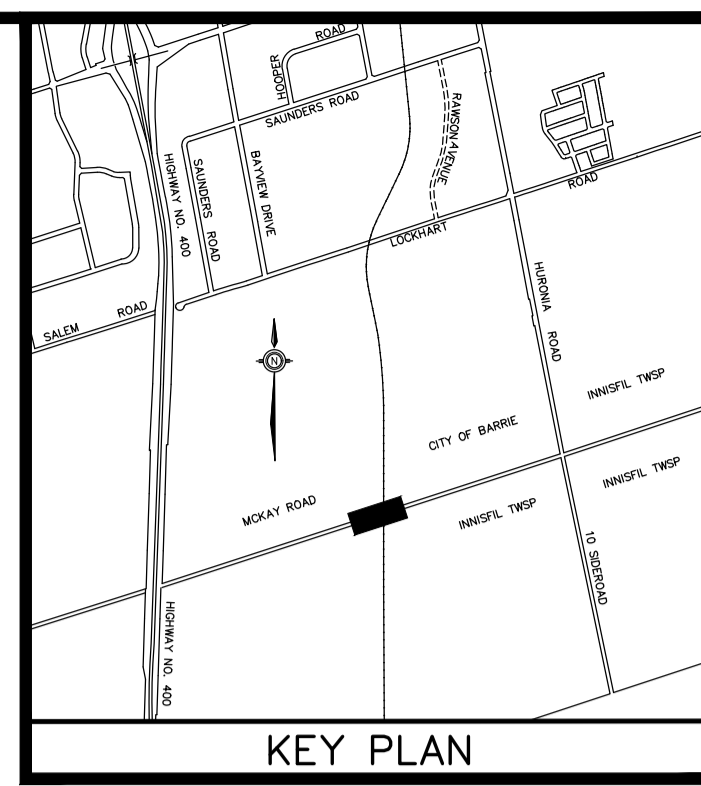 ROAD
HOOPER
SAUNDERS ROAD
RAWSON AVENUE
HIGHWAY NO. 400
SAUNDERS ROAD
BAYVIEW DRIVE
ROAD
LOCKHART
SALEM ROAD
HURONIA ROAD
N
INNISFIL TWSP
CITY OF BARRIE
INNISFIL TWSP
MCKAY ROAD
INNISFIL TWSP
10 SIDEROAD
HIGHWAY NO. 400
KEY PLAN